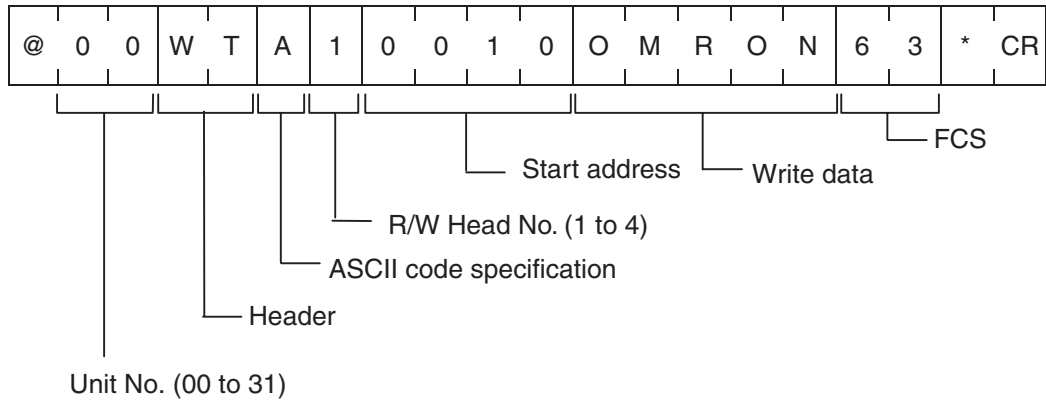 @ 0 0 W T A 1 0 0 1 0 O M R O N 6 3 * CR
FCS
Start address
Write data
R/W Head No. (1 to 4)
ASCII code specification
Header
Unit No. (00 to 31)